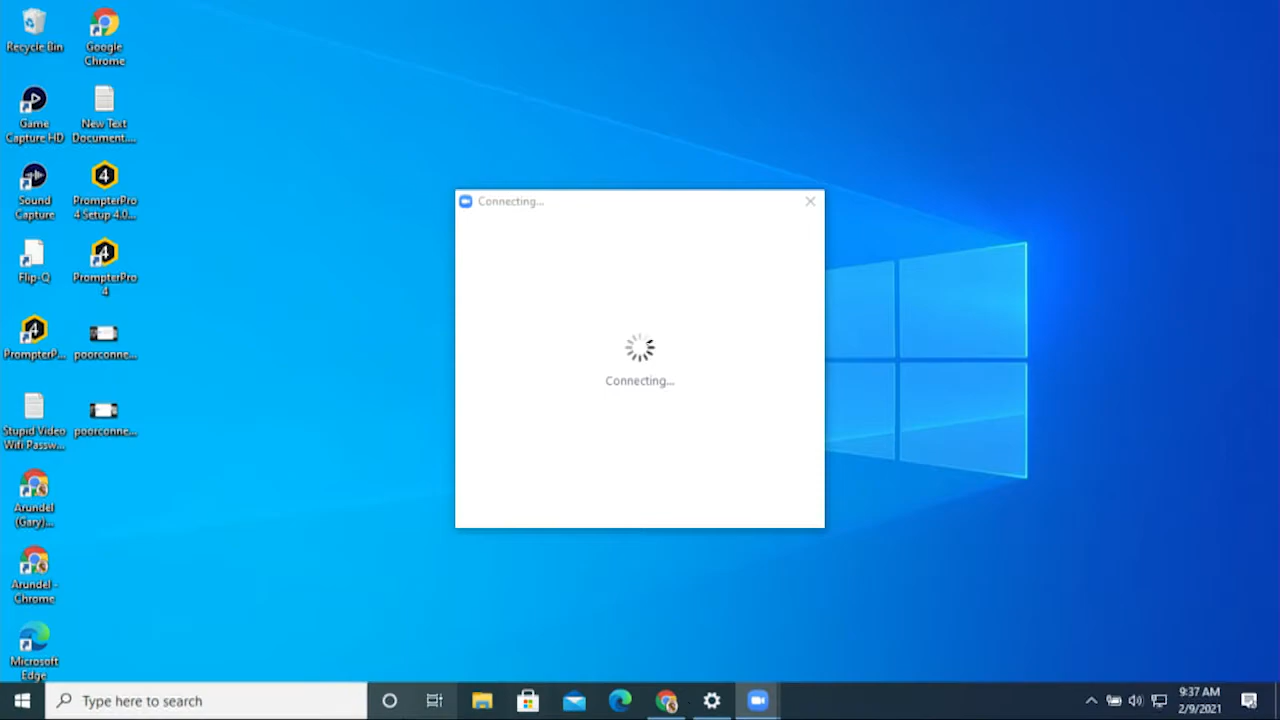 Recycle Bin
Google
Chrome
Game
Capture HD
New Text
Document....
Sound
Capture
PrompterPro
4 Setup 4.0...
Flip-Q
PrompterPro
4
PrompterP...
poorconne...
Stupid Video
Wifi Passw...
poorconne...
Arundel
(Gary)...
Arundel -
Chrome
Microsoft
Edge
Connecting...
Connecting...
Type here to search
9:37 AM
2/9/2021